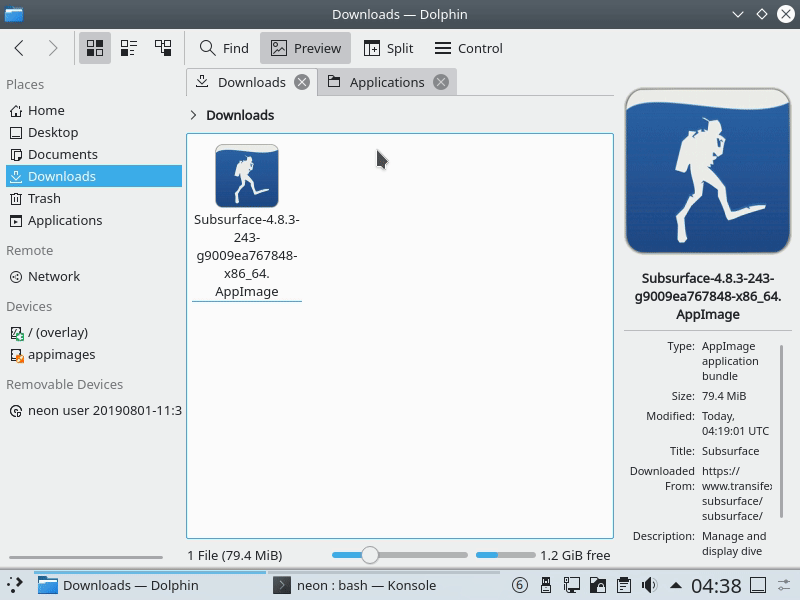 Downloads — Dolphin
Find
Preview
Split
Control
Places
Home
Desktop
Documents
Downloads
Trash
Applications
Remote
Network
Devices
/ (overlay)
appimages
Removable Devices
neon user 20190801-11:3
Downloads
Applications
Downloads
Subsurface-4.8.3-
243-
g9009ea767848-
x86_64.
AppImage
1 File (79.4 MiB)
1.2 GiB free
Subsurface-4.8.3-243-
g9009ea767848-x86_64.
AppImage
Type: AppImage
application
bundle
Size: 79.4 MiB
Modified: Today,
04:19:01 UTC
Title: Subsurface
Downloaded https://
From: www.transifex
subsurface/
subsurface/
Description: Manage and
display dive
Downloads — Dolphin
neon : bash — Konsole
6
04:38